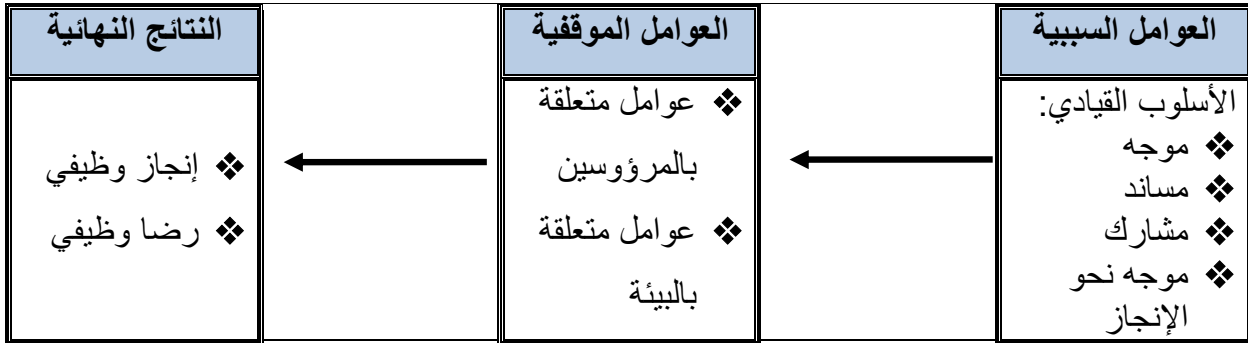 العوامل السببية
الأسلوب القيادي:
❖ موجه
❖ مساند
❖ مشارك
❖ موجه نحو
الإنجاز
العوامل الموقفية
❖ عوامل متعلقة
بالمرؤوسين
❖ عوامل متعلقة
بالبيئة
النتائج النهائية
❖ إنجاز وظيفي
❖ رضا وظيفي